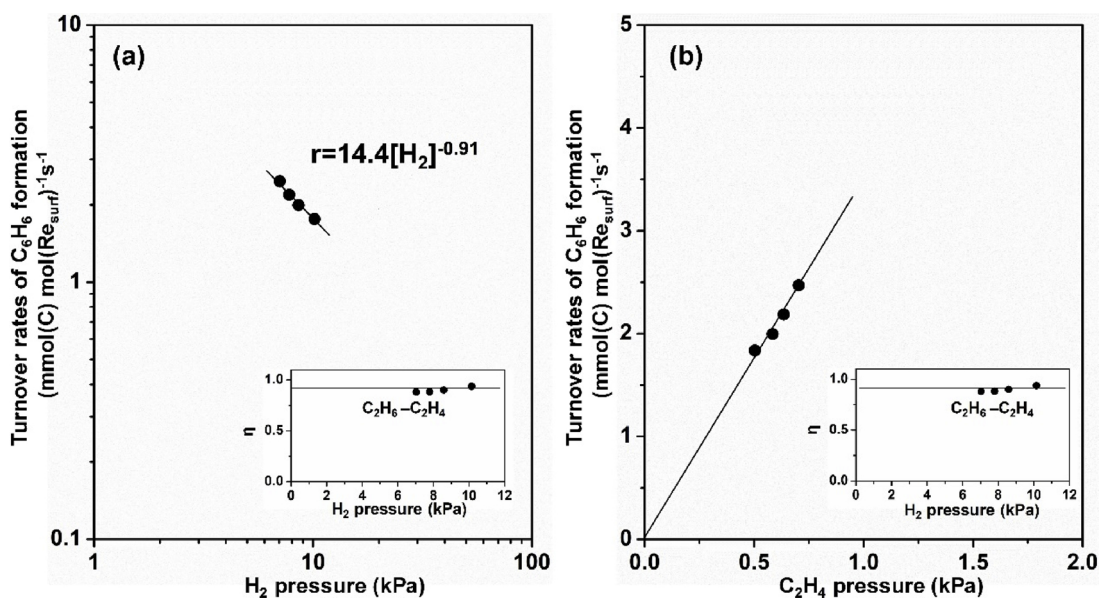 (a)
r=14.4[H₂]⁻⁰·⁹¹
Turnover rates of C₆H₆ formation
(mmol(C) mol(Reₛᵤᵣf)⁻¹s⁻¹
10
1
0.1
1
10
100
H₂ pressure (kPa)
1.0
0.5
0.0
η
C₂H₆ –C₂H₄
0 2 4 6 8 10 12
H₂ pressure (kPa)
(b)
Turnover rates of C₆H₆ formation
(mmol(C) mol(Reₛᵤᵣf)⁻¹s⁻¹
5
4
3
2
1
0
0.0 0.5 1.0 1.5 2.0
C₂H₄ pressure (kPa)
1.0
0.5
0.0
η
C₂H₆ –C₂H₄
0 2 4 6 8 10 12
H₂ pressure (kPa)